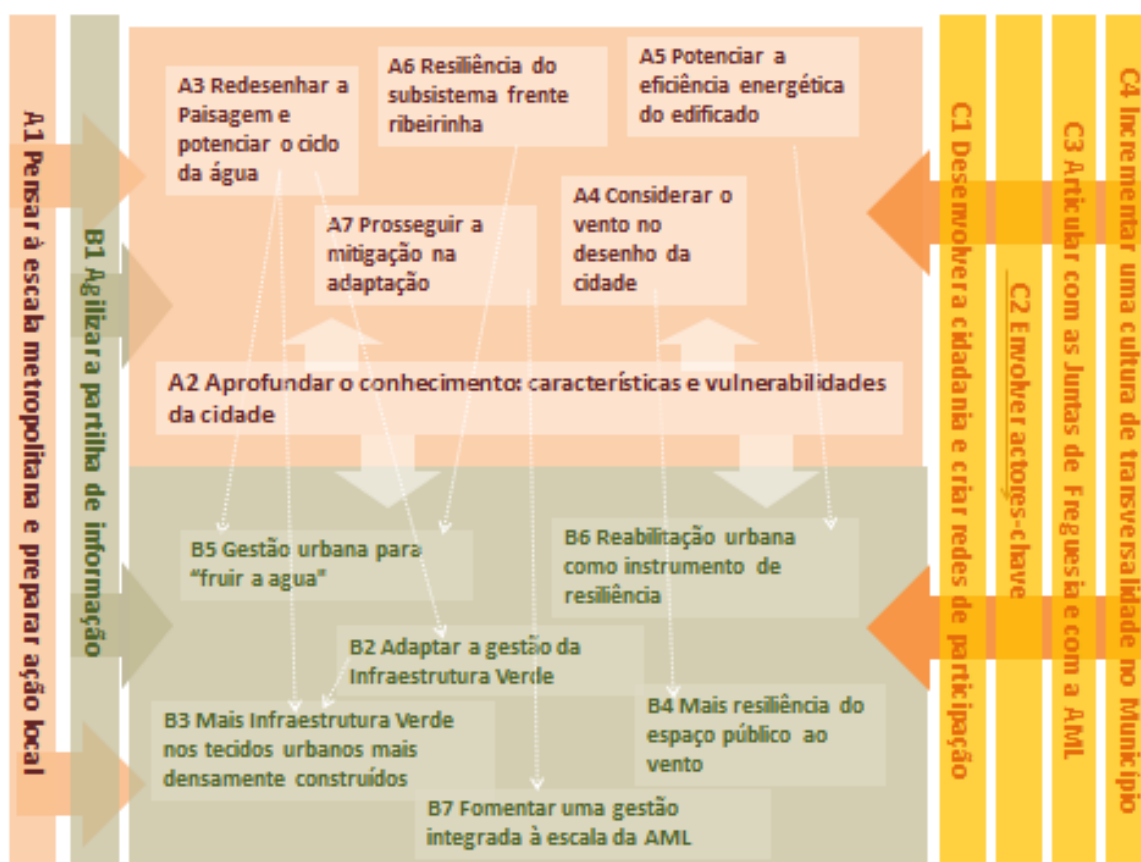 A1 Pensar à escala metropolitana e preparar ação local
B1 Agilizara partilha de informação
A3 Redesenhar a
Paisagem e
potenciar o ciclo
da água
A6 Resiliência do
subsistema frente
ribeirinha
A5 Potenciar a
eficiência energética
do edificado
A7 Prosseguir a
mitigação na
adaptação
A4 Considerar o
vento no
desenho da
cidade
A2 Aprofundar o conhecimento: características e vulnerabilidades
da cidade
B5 Gestão urbana para
“fruir a agua”
B6 Reabilitação urbana
como instrumento de
resiliência
B2 Adaptar a gestão da
Infraestrutura Verde
B3 Mais Infraestrutura Verde
nos tecidos urbanos mais
densamente construídos
B4 Mais resiliência do
espaço público ao
vento
B7 Fomentar uma gestão
integrada à escala da AML
C1 Desenvolvera cidadania e criar redes de participação
C2 Envolver actores-chave
C3 Articular com as Juntas de Freguesia e com a AML
C4 Incrementar uma cultura de transversalidade no Município